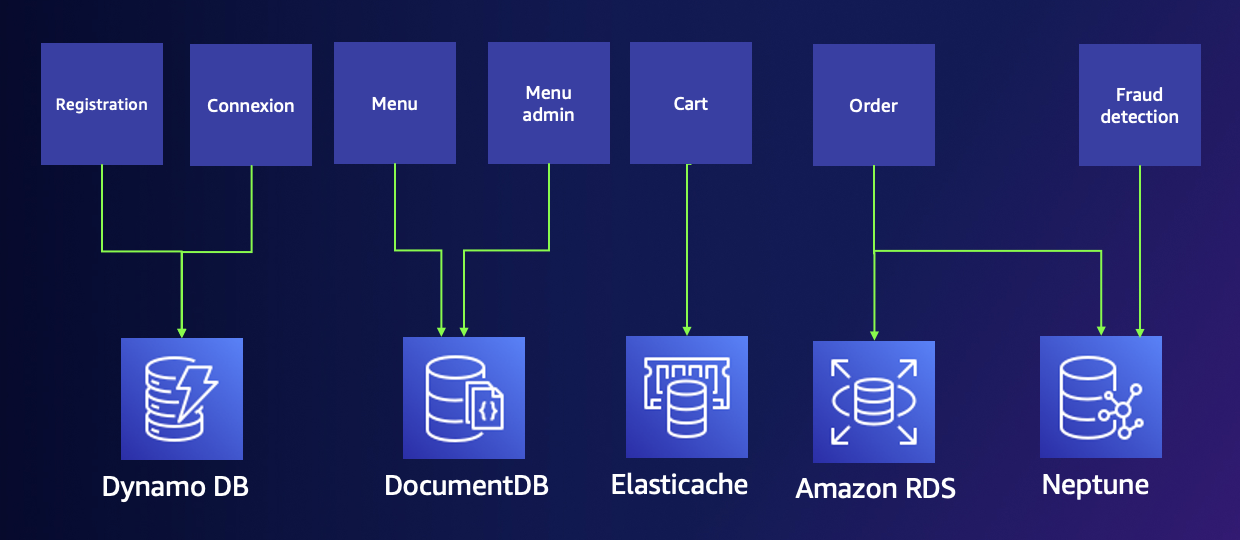 Registration
Connexion
Menu
Menu
admin
Cart
Order
Fraud
detection
Dynamo DB
DocumentDB
Elasticache
Amazon RDS
Neptune